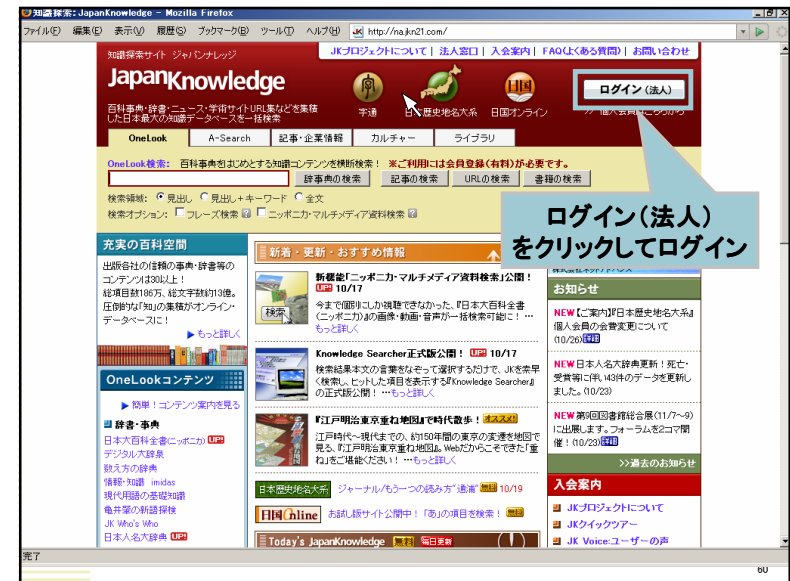 知識探索: JapanKnowledge - Mozilla Firefox
ファイル(F) 編集(E) 表示(V) 履歴(S) ブックマーク(B) ツール(T) ヘルプ(H) http://na.jkn21.com/
知識探索サイト ジャパンナレッジ
JKプロジェクトについて | 法人窓口 | 入会案内 | FAQ(よくある質問) | お問い合わせ
JapanKnowledge
百科事典・辞書・ニュース・学術サイトURL集などを集積
した日本最大の知識データベースを一括検索
字通 日本歴史地名大系 日国オンライン
ログイン (法人)
>> 個人会員はこちらから
OneLook A-Search 記事・企業情報 カルチャー ライブラリ
OneLook検索: 百科事典をはじめとする知識コンテンツを横断検索! ※ご利用には会員登録(有料)が必要です。
辞事典の検索 記事の検索 URLの検索 書籍の検索
検索領域: 見出し 見出し+キーワード 全文
検索オプション: フレーズ検索 ニッポニカ・マルチメディア資料検索
ログイン(法人)
をクリックしてログイン
充実の百科空間
出版各社の信頼の事典・辞書等の
コンテンツは30以上!
総項目数186万、総文字数約13億。
圧倒的な「知」の集積がオンライン・
データベースに!
もっと詳しく
OneLookコンテンツ
簡単!コンテンツ案内を見る
辞書・事典
日本大百科全書(ニッポニカ) UP!
デジタル大辞泉
数え方の辞典
情報・知識 imidas
現代用語の基礎知識
亀井肇の新語探検
JK Who's Who
日本人名大辞典 UP!
新着・更新・おすすめ情報
検索
新機能「ニッポニカ・マルチメディア資料検索」公開!
UP! 10/17
今まで個別にしか視聴できなかった、『日本大百科全書
(ニッポニカ)』の画像・動画・音声が一括検索可能に! …
もっと詳しく
Knowledge Searcher正式版公開! UP! 10/17
検索結果本文の言葉をなぞって選択するだけで、JKを素早
く検索し、ヒットした項目を表示する『Knowledge Searcher』
の正式版公開! …もっと詳しく
『江戸明治東京重ね地図』で時代散歩! オススメ!
江戸時代~現代までの、約150年間の東京の変遷を地図で
見る、『江戸明治東京重ね地図』。Webだからこそできた「重
ね」をご堪能ください! …もっと詳しく
日本歴史地名大系 ジャーナル/もう一つの読み方“逍浦” 無料 10/19
日国Online お試し版サイト公開中! 「あ」の項目を検索! 無料
Today's JapanKnowledge 無料 毎日更新
お知らせ
NEW【ご案内】『日本歴史地名大系』
個人会員の会費変更について
(10/26)
NEW 日本人名大辞典更新!死亡・
受賞等に伴い43件のデータを更新し
ました。(10/23)
NEW 第9回図書館総合展(11/7~9)
に出展します。フォーラムを2コマ開
催! (10/23)
>>過去のお知らせ
入会案内
JKプロジェクトについて
JKクイックツアー
JK Voice:ユーザーの声
完了
60